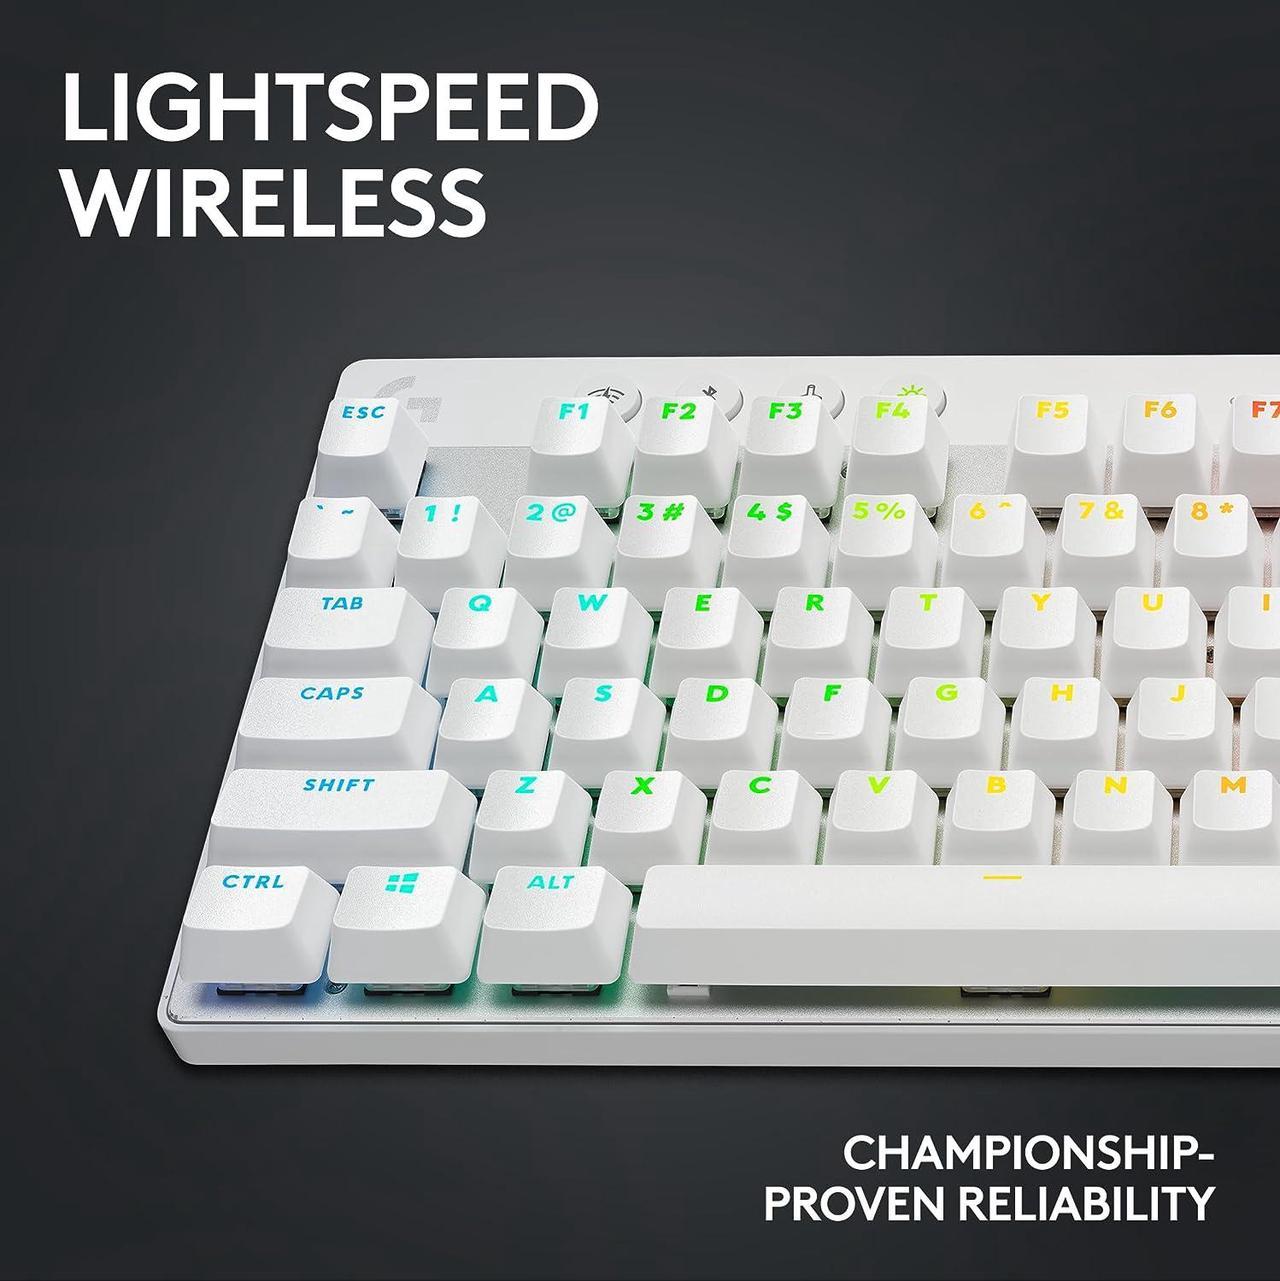 LIGHTSPEED
WIRELESS
ESC F1 F2 F3 F4 F5 F6 F7
` ~ 1 ! 2 @ 3 # 4 $ 5 % 6 ^ 7 & 8 *
TAB Q W E R T Y U I
CAPS A S D F G H J
SHIFT Z X C V B N M
CTRL ALT
CHAMPIONSHIP-
PROVEN RELIABILITY